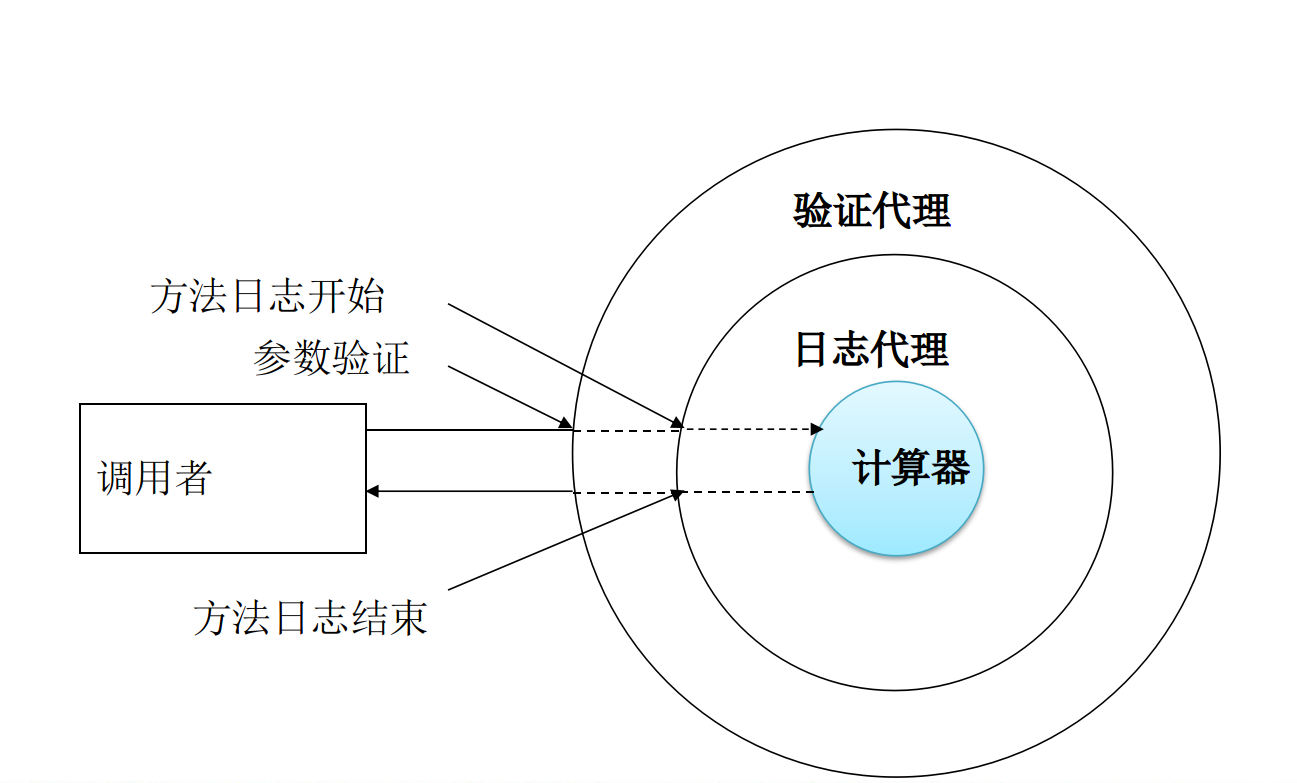 验证代理
方法日志开始
日志代理
参数验证
计算器
调用者
方法日志结束